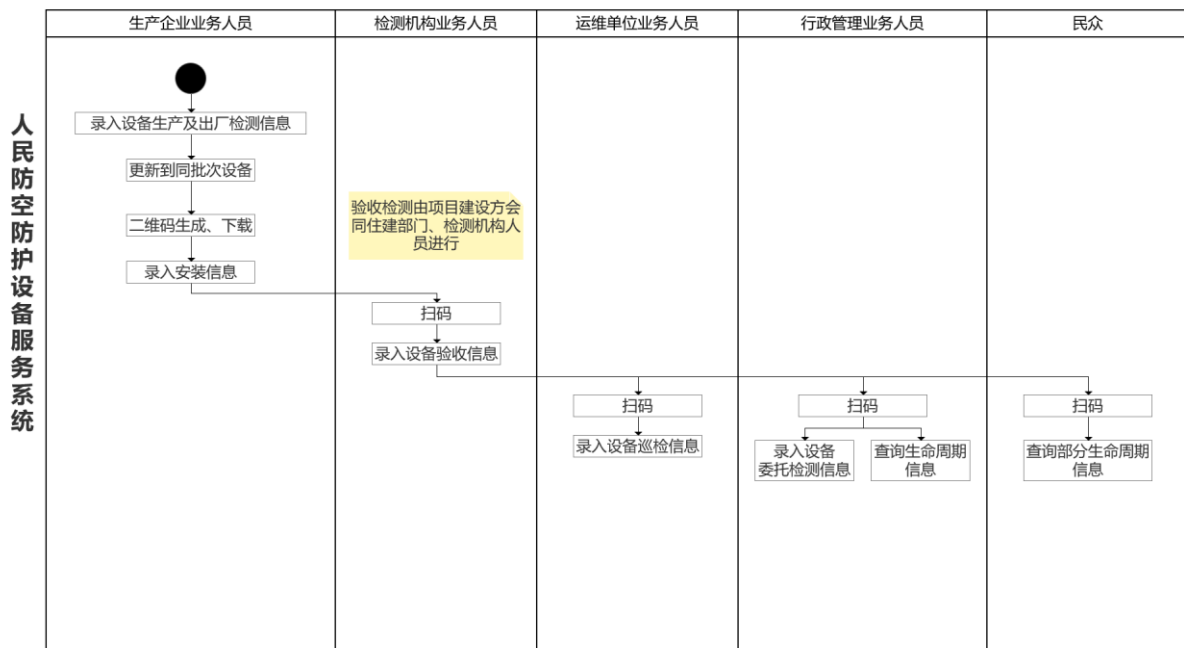 人民防空防护设备服务系统
生产企业业务人员
检测机构业务人员
运维单位业务人员
行政管理业务人员
民众
录入设备生产及出厂检测信息
更新到同批次设备
二维码生成、下载
录入安装信息
验收检测由项目建设方会
同住建部门、检测机构人
员进行
扫码
录入设备验收信息
扫码
录入设备巡检信息
扫码
录入设备
委托检测信息
查询生命周期
信息
扫码
查询部分生命周期
信息